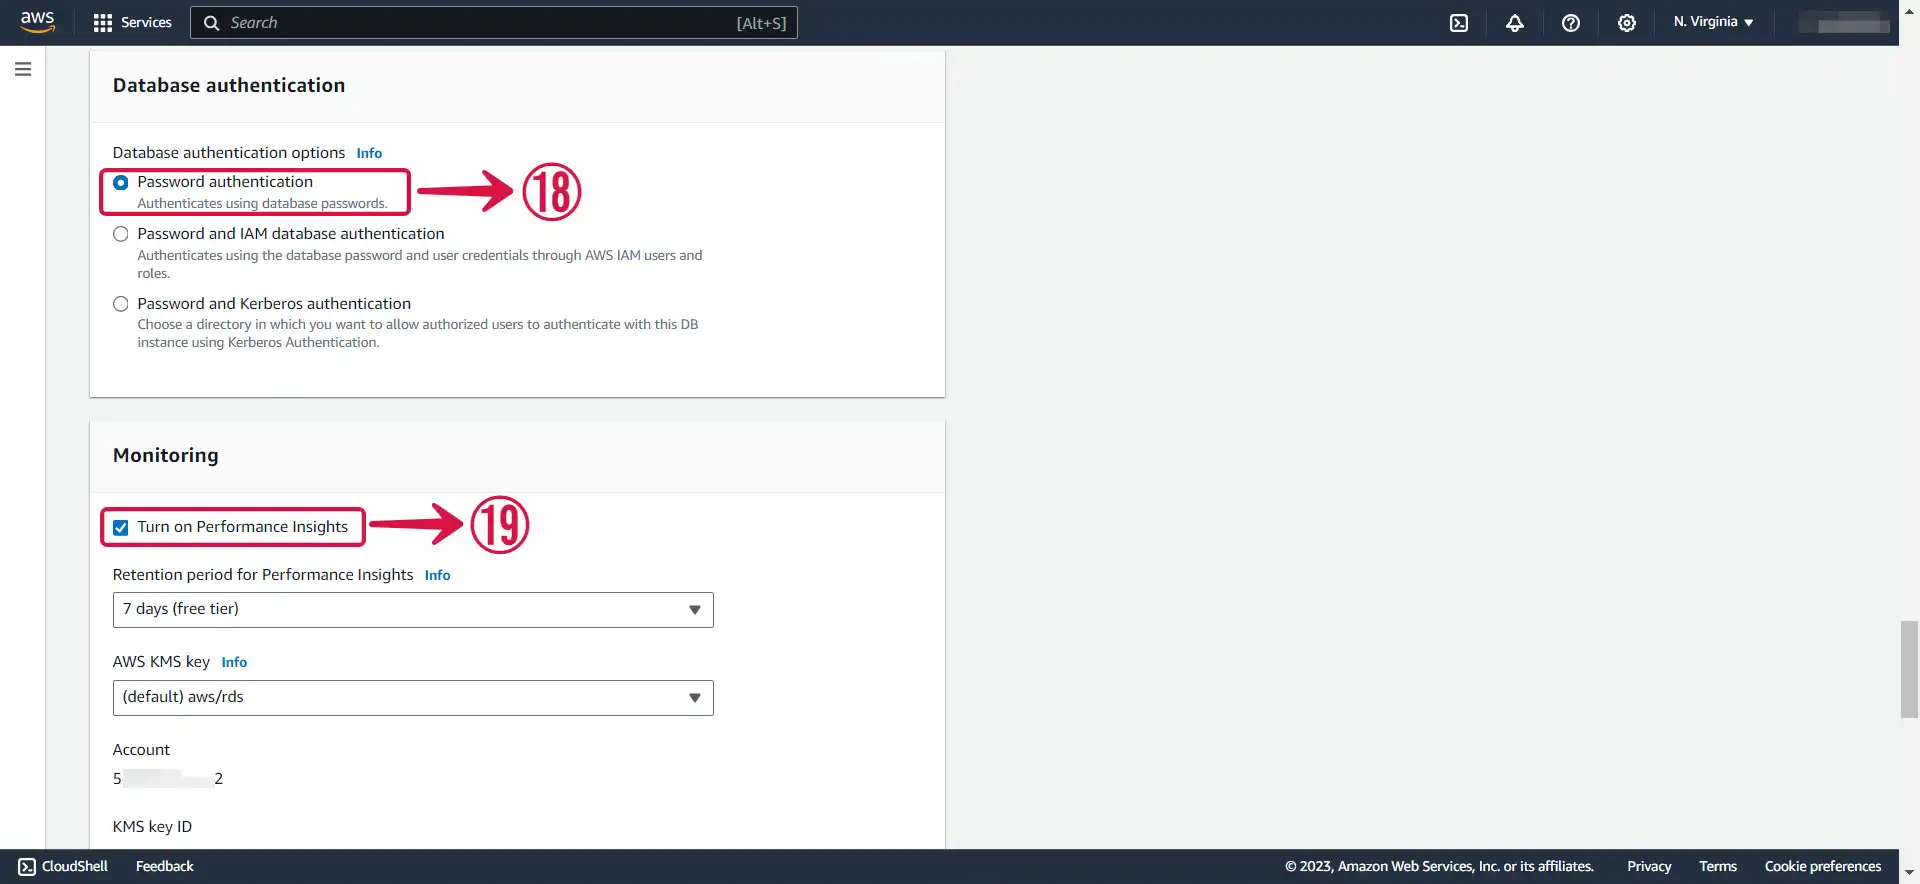 aws
Services
Search
[Alt+S]
N. Virginia
Database authentication
Database authentication options Info
Password authentication
Authenticates using database passwords.
18
Password and IAM database authentication
Authenticates using the database password and user credentials through AWS IAM users and
roles.
Password and Kerberos authentication
Choose a directory in which you want to allow authorized users to authenticate with this DB
instance using Kerberos Authentication.
Monitoring
Turn on Performance Insights
19
Retention period for Performance Insights Info
7 days (free tier)
AWS KMS key Info
(default) aws/rds
Account
5 2
KMS key ID
CloudShell
Feedback
© 2023, Amazon Web Services, Inc. or its affiliates.
Privacy
Terms
Cookie preferences